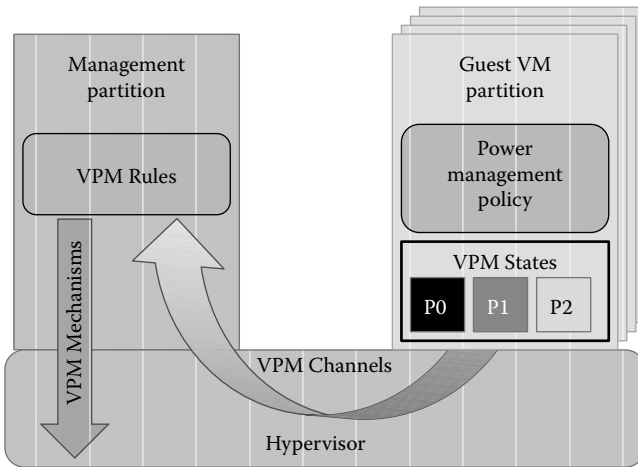 Management
partition
VPM Rules
VPM Mechanisms
Guest VM
partition
Power
management
policy
VPM States
P0 P1 P2
VPM Channels
Hypervisor